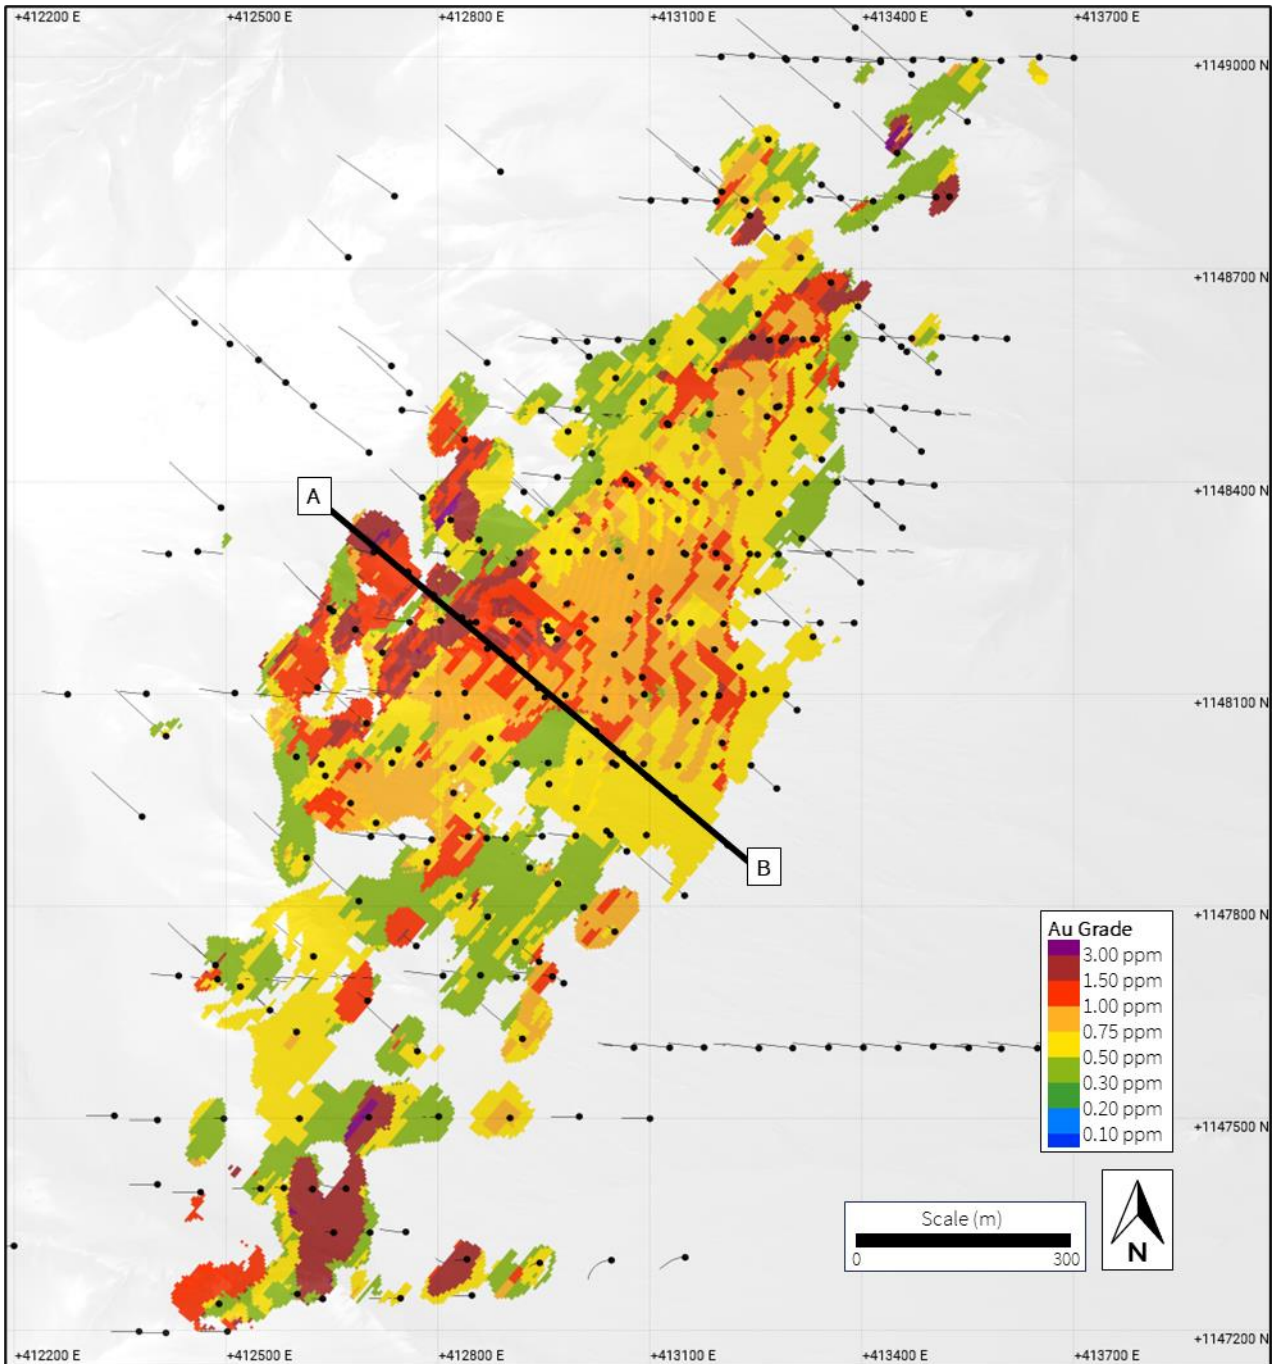 +412200 E +412500 E +412800 E +413100 E +413400 E +413700 E
+1149000 N
+1148700 N
+1148400 N
A
+1148100 N
B
+1147800 N
Au Grade
3.00 ppm
1.50 ppm
1.00 ppm
0.75 ppm
0.50 ppm
0.30 ppm
0.20 ppm
0.10 ppm
+1147500 N
Scale (m)
0 300
N
+1147200 N
+412200 E +412500 E +412800 E +413100 E +413400 E +413700 E